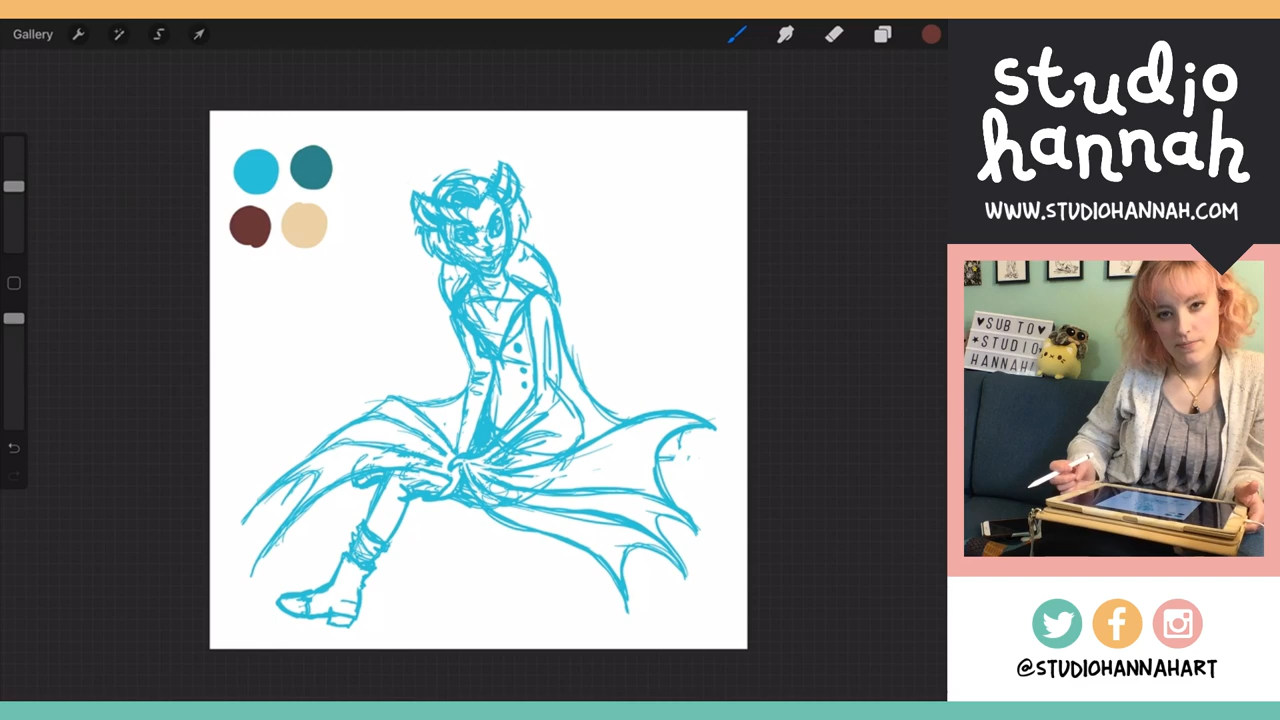 Gallery
studio
hannah
WWW.STUDIOHANNAH.COM
♥SUB TO♥
★STUDIO
HANNAH!
@STUDIOHANNAHART